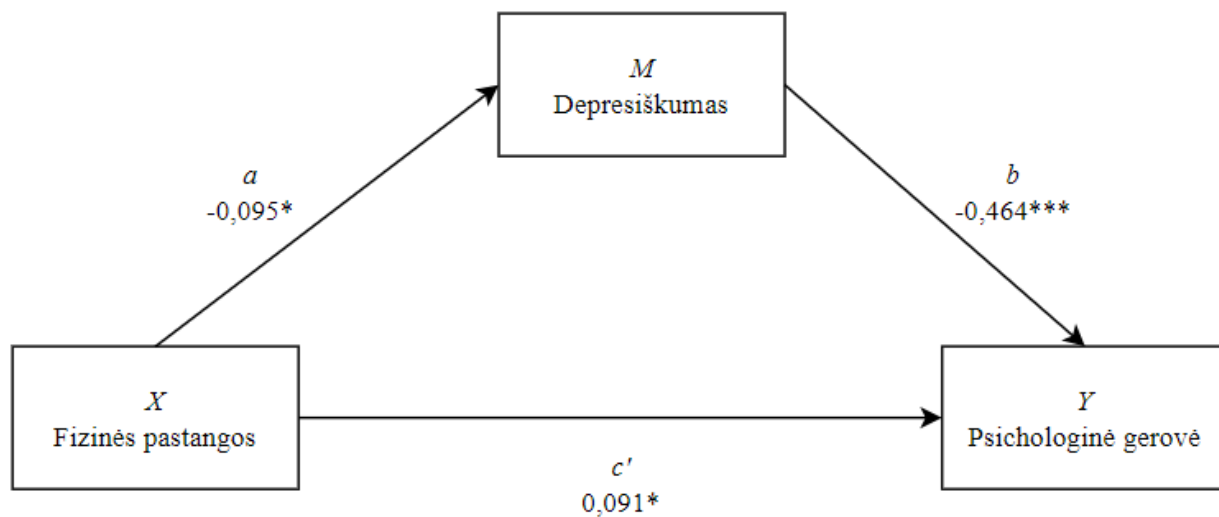 M
Depresiškumas
a
-0,095*
b
-0,464***
X
Fizinės pastangos
Y
Psichologinė gerovė
c'
0,091*